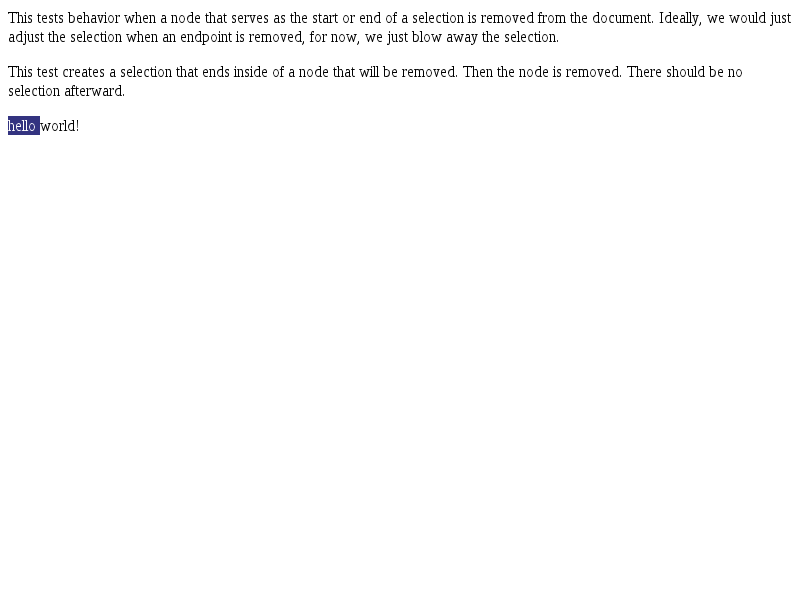 This tests behavior when a node that serves as the start or end of a selection is removed from the document. Ideally, we would just
adjust the selection when an endpoint is removed, for now, we just blow away the selection.
This test creates a selection that ends inside of a node that will be removed. Then the node is removed. There should be no
selection afterward.
hello world!